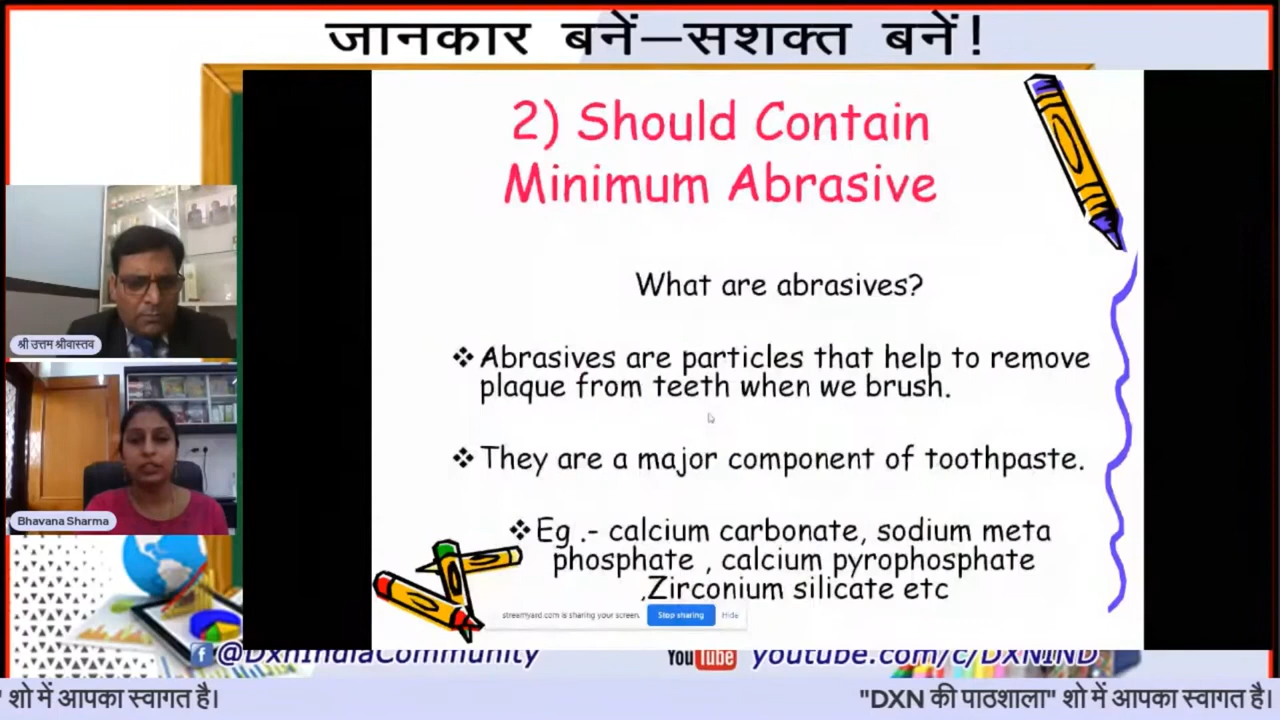 जानकार बनें–सशक्त बनें!
2) Should Contain
Minimum Abrasive
What are abrasives?
❖Abrasives are particles that help to remove
plaque from teeth when we brush.
❖They are a major component of toothpaste.
❖Eg .- calcium carbonate, sodium meta
phosphate , calcium pyrophosphate
,Zirconium silicate etc
श्री उत्तम श्रीवास्तव
Bhavana Sharma
streamyard.com is sharing your screen. Stop sharing Hide
f @DxnIndiaCommunity YouTube youtube.com/c/DXNIND
" शो में आपका स्वागत है। "DXN की पाठशाला" शो में आपका स्वागत है।